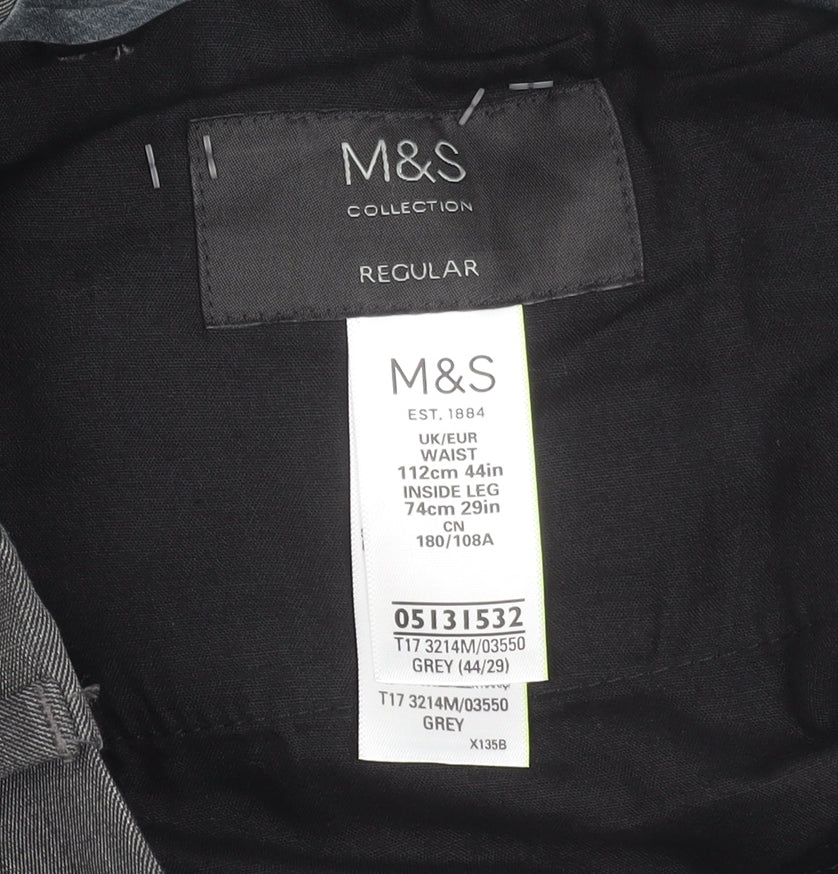 M&S
COLLECTION
REGULAR
M&S
EST. 1884
UK/EUR
WAIST
112cm 44in
INSIDE LEG
74cm 29in
CN
180/108A
05131532
T17 3214M/03550
GREY (44/29)
T17 3214M/03550
GREY
X135B